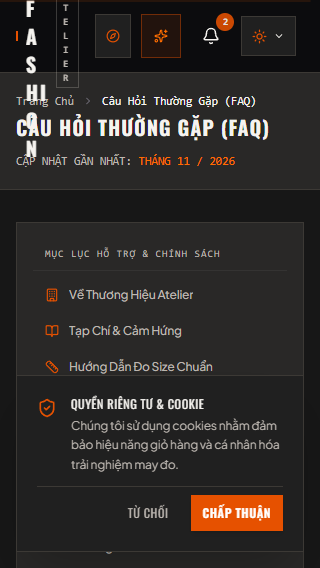 FASHION
ATELIER
2
Trang Chủ > Câu Hỏi Thường Gặp (FAQ)
CÂU HỎI THƯỜNG GẶP (FAQ)
CẬP NHẬT GẦN NHẤT: THÁNG 11 / 2026
MỤC LỤC HỖ TRỢ & CHÍNH SÁCH
Về Thương Hiệu Atelier
Tạp Chí & Cảm Hứng
Hướng Dẫn Đo Size Chuẩn
QUYỀN RIÊNG TƯ & COOKIE
Chúng tôi sử dụng cookies nhằm đảm
bảo hiệu năng giỏ hàng và cá nhân hóa
trải nghiệm may đo.
TỪ CHỐI
CHẤP THUẬN